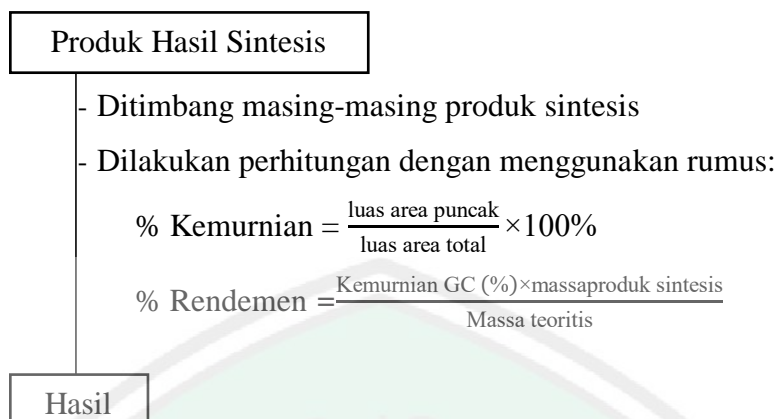 Produk Hasil Sintesis
- Ditimbang masing-masing produk sintesis
- Dilakukan perhitungan dengan menggunakan rumus:
% Kemurnian = luas area puncak / luas area total ×100%
% Rendemen = Kemurnian GC (%)×massaproduk sintesis / Massa teoritis
Hasil